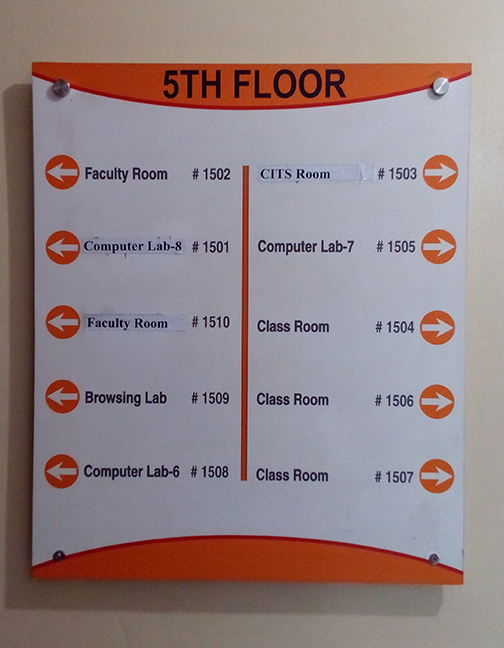 5TH FLOOR
Faculty Room # 1502
Computer Lab-8 # 1501
Faculty Room # 1510
Browsing Lab # 1509
Computer Lab-6 # 1508
CITS Room # 1503
Computer Lab-7 # 1505
Class Room # 1504
Class Room # 1506
Class Room # 1507